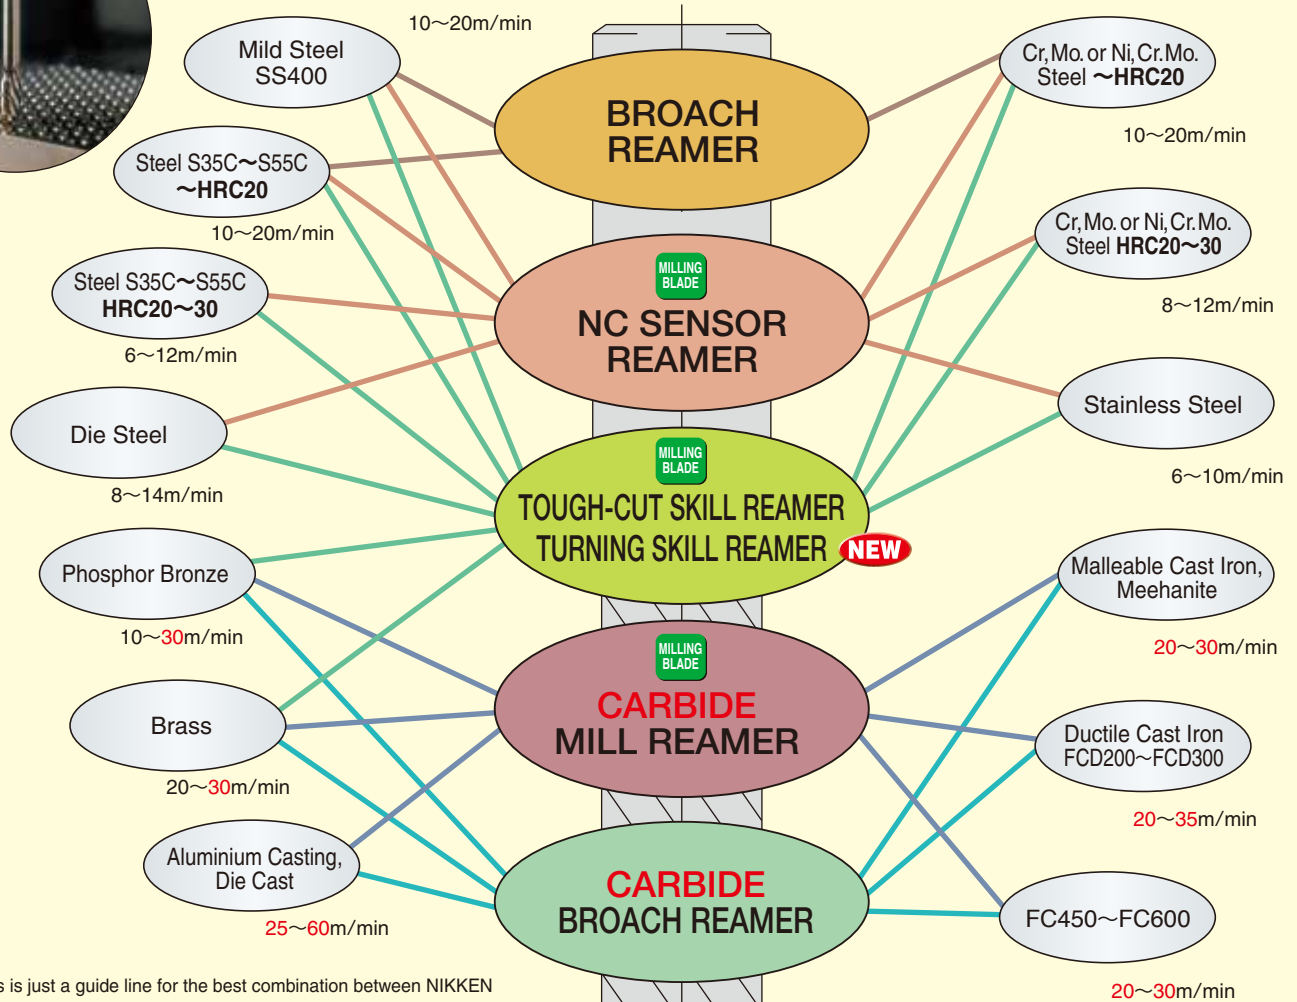 10～20m/min
Mild Steel
SS400
Steel S35C～S55C
～HRC20
10～20m/min
Steel S35C～S55C
HRC20～30
6～12m/min
Die Steel
8～14m/min
Phosphor Bronze
10～30m/min
Brass
20～30m/min
Aluminium Casting,
Die Cast
25～60m/min
BROACH
REAMER
MILLING
BLADE
NC SENSOR
REAMER
MILLING
BLADE
TOUGH-CUT SKILL REAMER
TURNING SKILL REAMER
NEW
MILLING
BLADE
CARBIDE
MILL REAMER
CARBIDE
BROACH REAMER
Cr,Mo. or Ni,Cr.Mo.
Steel ～HRC20
10～20m/min
Cr,Mo. or Ni,Cr.Mo.
Steel HRC20～30
8～12m/min
Stainless Steel
6～10m/min
Malleable Cast Iron,
Meehanite
20～30m/min
Ductile Cast Iron
FCD200～FCD300
20～35m/min
FC450～FC600
20～30m/min
is just a guide line for the best combination between NIKKEN